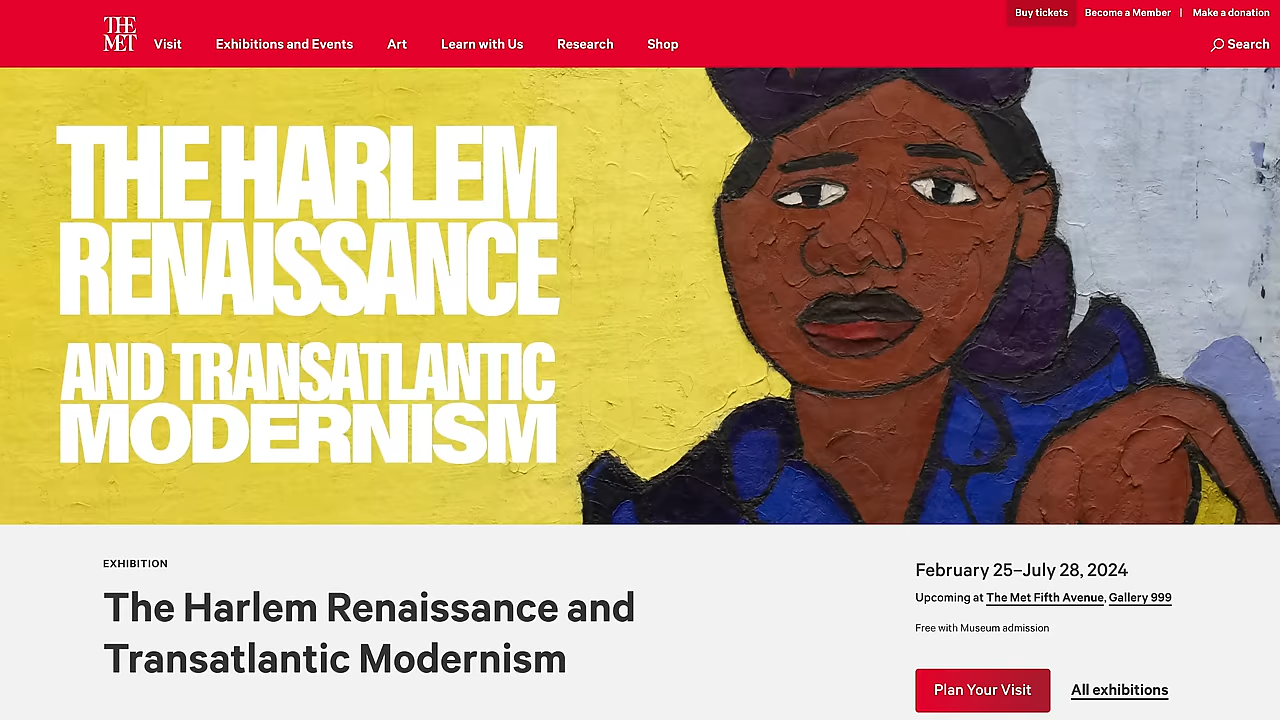 Buy tickets
Become a Member | Make a donation
THE
MET
Visit
Exhibitions and Events
Art
Learn with Us
Research
Shop
Search
THE HARLEM
RENAISSANCE
AND TRANSATLANTIC
MODERNISM
EXHIBITION
The Harlem Renaissance and
Transatlantic Modernism
February 25–July 28, 2024
Upcoming at The Met Fifth Avenue, Gallery 999
Free with Museum admission
Plan Your Visit
All exhibitions